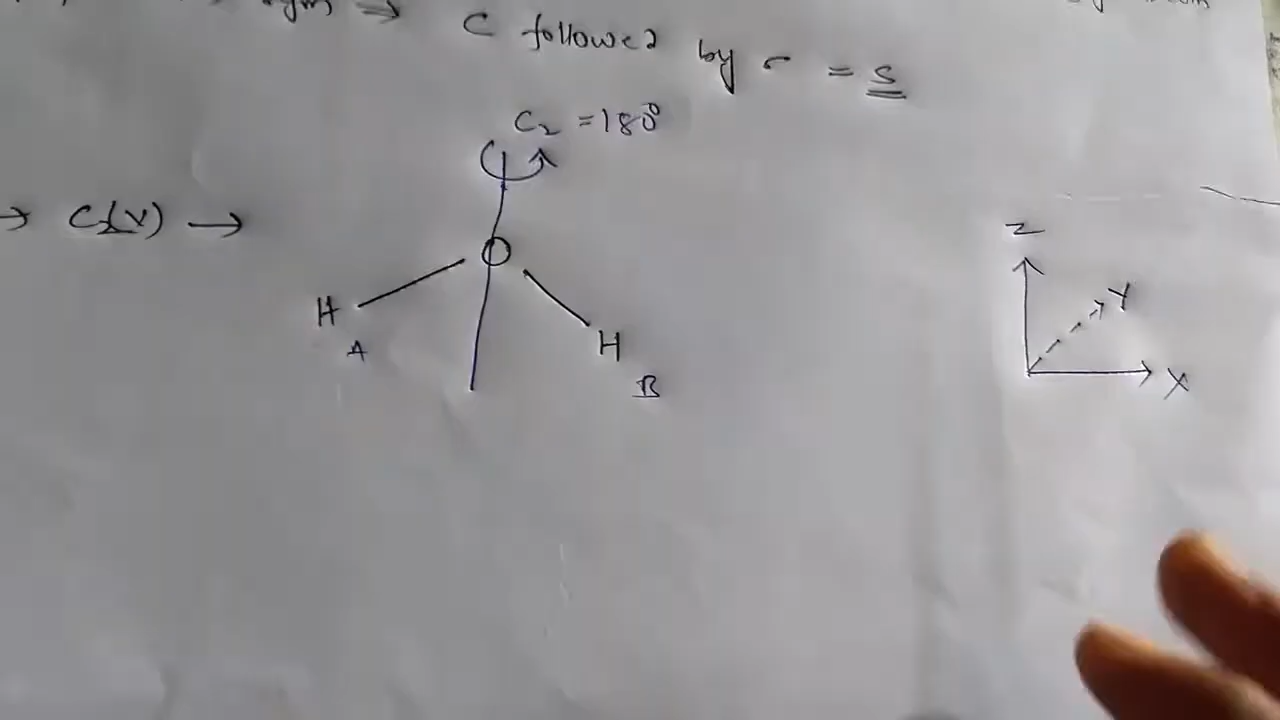 → C followed by σ = S
C₂ = 180°
→ C₂(V) →
O
H H
A B
Z
Y
X